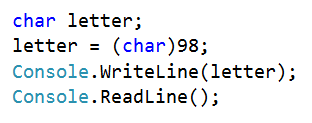 char letter;
letter = (char)98;
Console.WriteLine(letter);
Console.ReadLine();